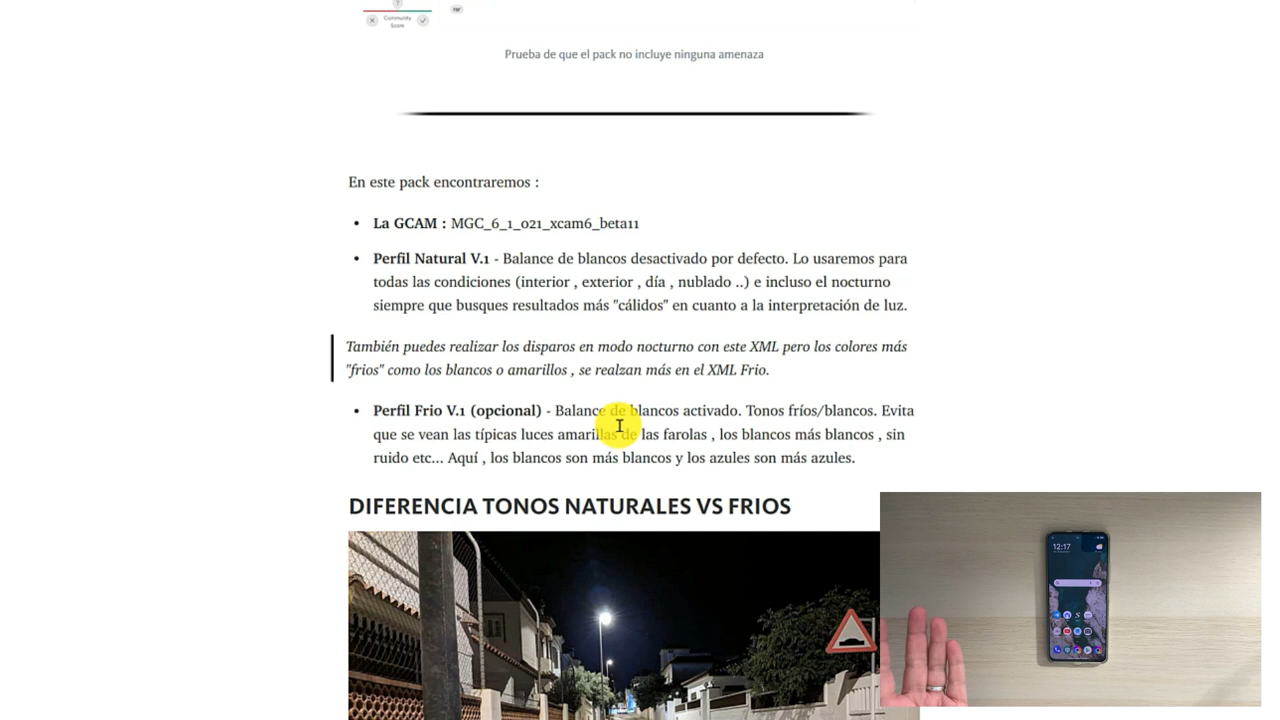 ?
Community
Score
rar
Prueba de que el pack no incluye ninguna amenaza
En este pack encontraremos :
• La GCAM : MGC_6_1_021_xcam6_beta11
• Perfil Natural V.1 - Balance de blancos desactivado por defecto. Lo usaremos para
todas las condiciones (interior , exterior , día , nublado ..) e incluso el nocturno
siempre que busques resultados más "cálidos" en cuanto a la interpretación de luz.
También puedes realizar los disparos en modo nocturno con este XML pero los colores más
"frios" como los blancos o amarillos , se realzan más en el XML Frio.
• Perfil Frio V.1 (opcional) - Balance de blancos activado. Tonos fríos/blancos. Evita
que se vean las típicas luces amarillas de las farolas , los blancos más blancos , sin
ruido etc... Aquí , los blancos son más blancos y los azules son más azules.
DIFERENCIA TONOS NATURALES VS FRIOS
12:17